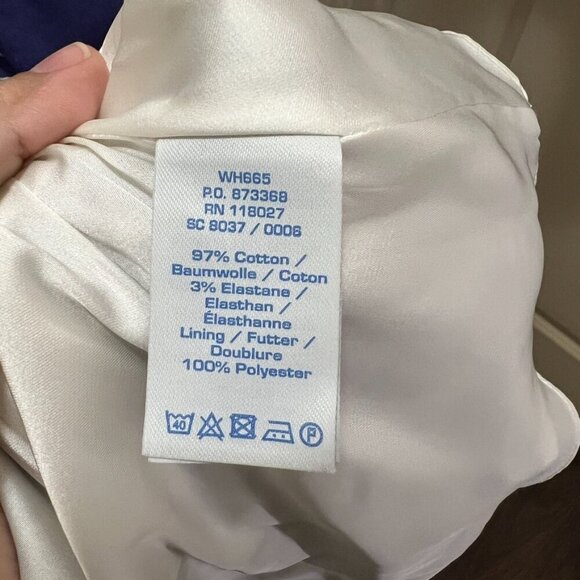 WH665
P.O. 873368
RN 118027
SC 8037 / 0006
97% Cotton /
Baumwolle / Coton
3% Elastane /
Elasthan /
Élasthanne
Lining / Futter /
Doublure
100% Polyester
40 P